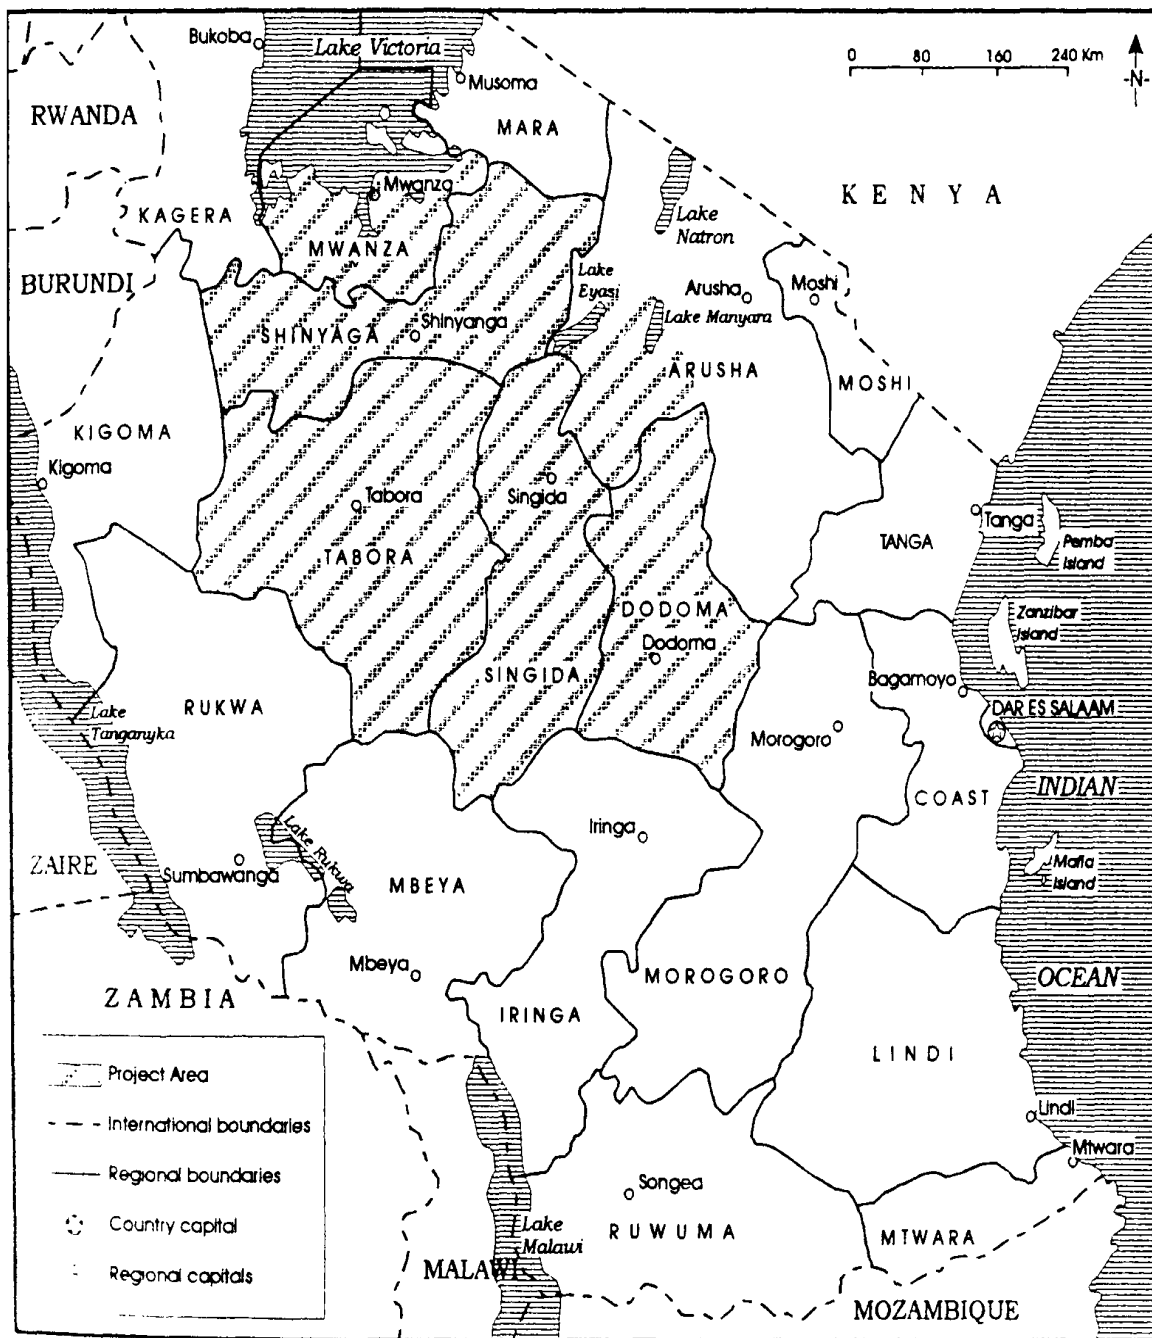 Bukoba
Lake Victoria
0 80 160 240 Km
-N-
Musoma
RWANDA
MARA
KENYA
Mwanza
KAGERA
Lake
Natron
MWANZA
BURUNDI
Lake
Eyasi
Arusha
Moshi
Lake Manyara
SHINYAGA
Shinyanga
ARUSHA
MOSHI
KIGOMA
Kigoma
Tabora
Singida
Tanga
TANGA
Pemba
Island
TABORA
DODOMA
Zanzibar
Island
Dodoma
SINGIDA
Bagamoyo
RUKWA
Lake
Tanganyka
DAR ES SALAAM
Morogoro
INDIAN
COAST
Iringa
Lake Rukwa
ZAIRE
Sumbawanga
MBEYA
Mafia
Island
Mbeya
MOROGORO
OCEAN
ZAMBIA
IRINGA
LINDI
Project Area
International boundaries
Regional boundaries
Country capital
Regional capitals
Lindi
Mtwara
Songea
RUWUMA
Lake
Malawi
MTWARA
MALAWI
MOZAMBIQUE